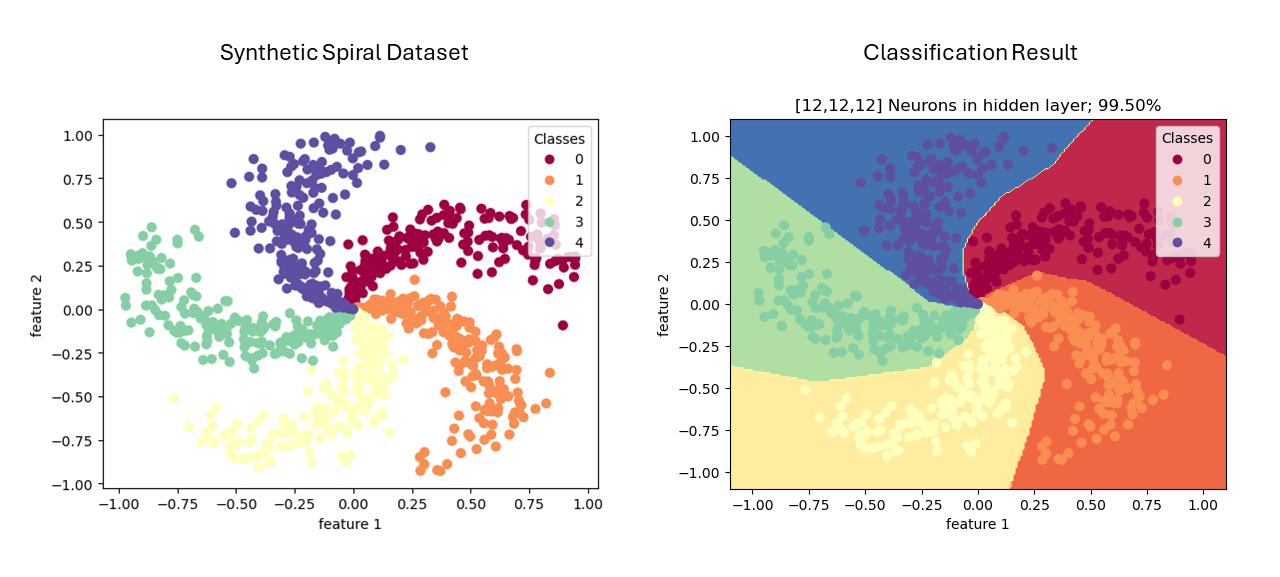 Synthetic Spiral Dataset
Classification Result
1.00
0.75
0.50
0.25
0.00
−0.25
−0.50
−0.75
−1.00
feature 2
Classes
0
1
2
3
4
−1.00 −0.75 −0.50 −0.25 0.00 0.25 0.50 0.75 1.00
feature 1
[12,12,12] Neurons in hidden layer; 99.50%
1.00
0.75
0.50
0.25
0.00
−0.25
−0.50
−0.75
−1.00
feature 2
Classes
0
1
2
3
4
−1.00 −0.75 −0.50 −0.25 0.00 0.25 0.50 0.75 1.00
feature 1